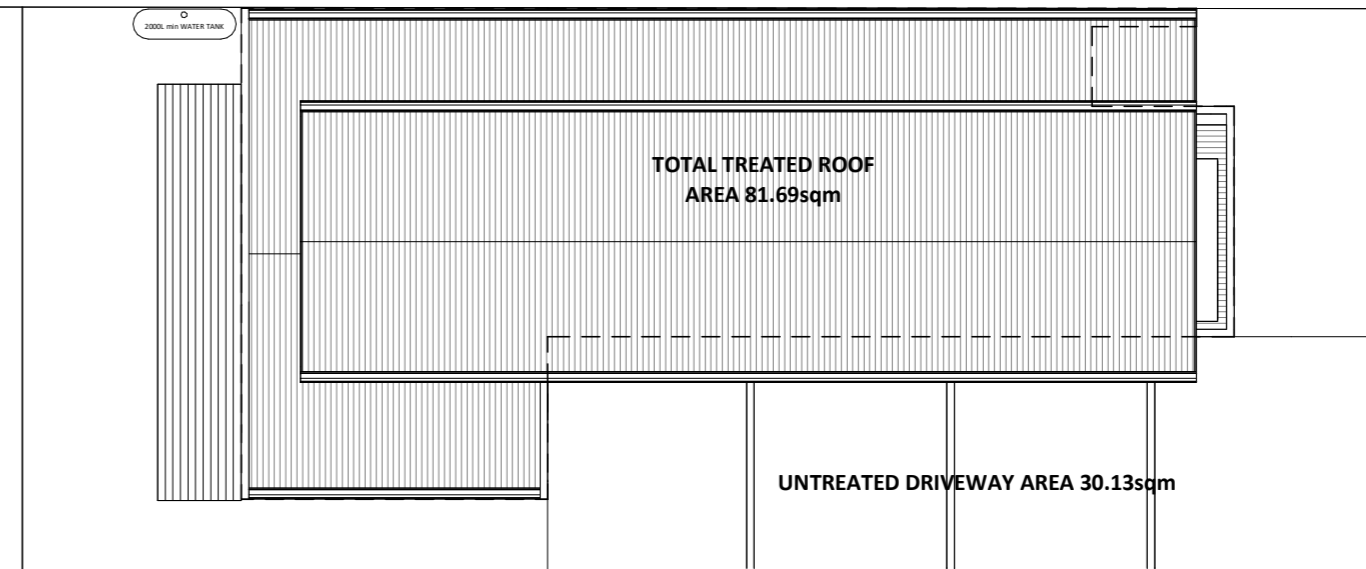 2000L min WATER TANK
TOTAL TREATED ROOF
AREA 81.69sqm
UNTREATED DRIVEWAY AREA 30.13sqm